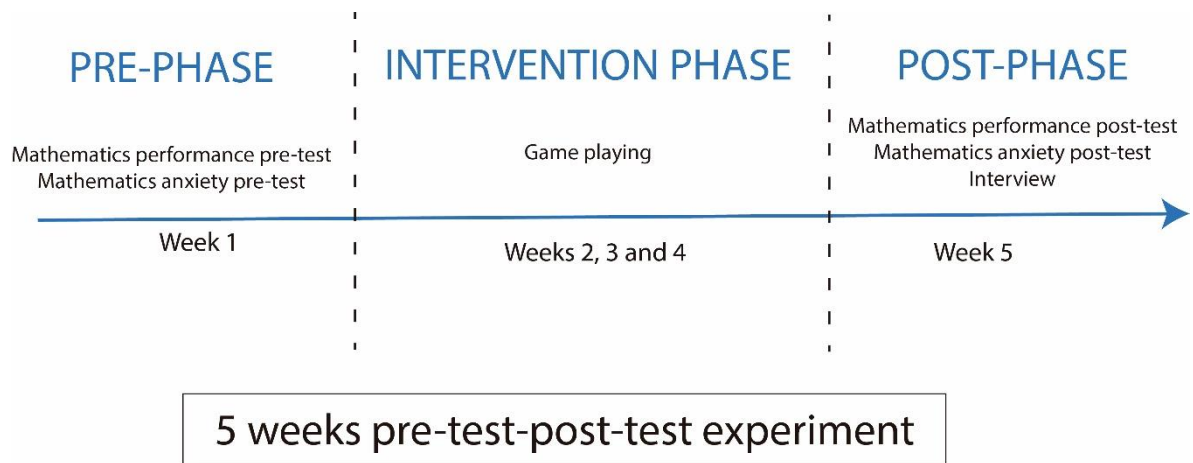 PRE-PHASE
Mathematics performance pre-test
Mathematics anxiety pre-test
Week 1
INTERVENTION PHASE
Game playing
Weeks 2, 3 and 4
POST-PHASE
Mathematics performance post-test
Mathematics anxiety post-test
Interview
Week 5
5 weeks pre-test-post-test experiment